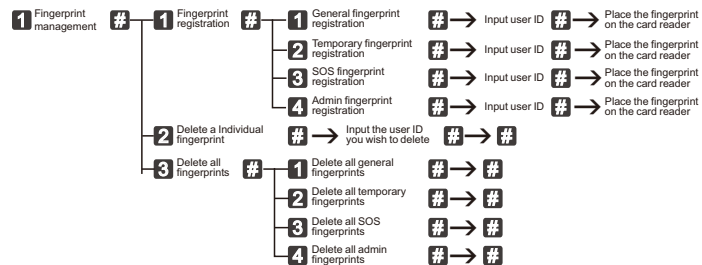 1 Fingerprint management # 1 Fingerprint registration # 1 General fingerprint registration # → Input user ID # → Place the fingerprint on the card reader
2 Temporary fingerprint registration # → Input user ID # → Place the fingerprint on the card reader
3 SOS fingerprint registration # → Input user ID # → Place the fingerprint on the card reader
4 Admin fingerprint registration # → Input user ID # → Place the fingerprint on the card reader
2 Delete a Individual fingerprint # → Input the user ID you wish to delete # → #
3 Delete all fingerprints # 1 Delete all general fingerprints # → #
2 Delete all temporary fingerprints # → #
3 Delete all SOS fingerprints # → #
4 Delete all admin fingerprints # → #